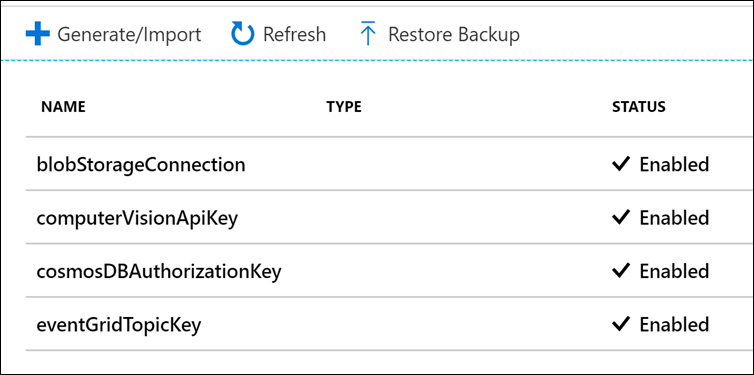 Generate/Import Refresh Restore Backup
NAME TYPE STATUS
blobStorageConnection Enabled
computerVisionApiKey Enabled
cosmosDBAuthorizationKey Enabled
eventGridTopicKey Enabled